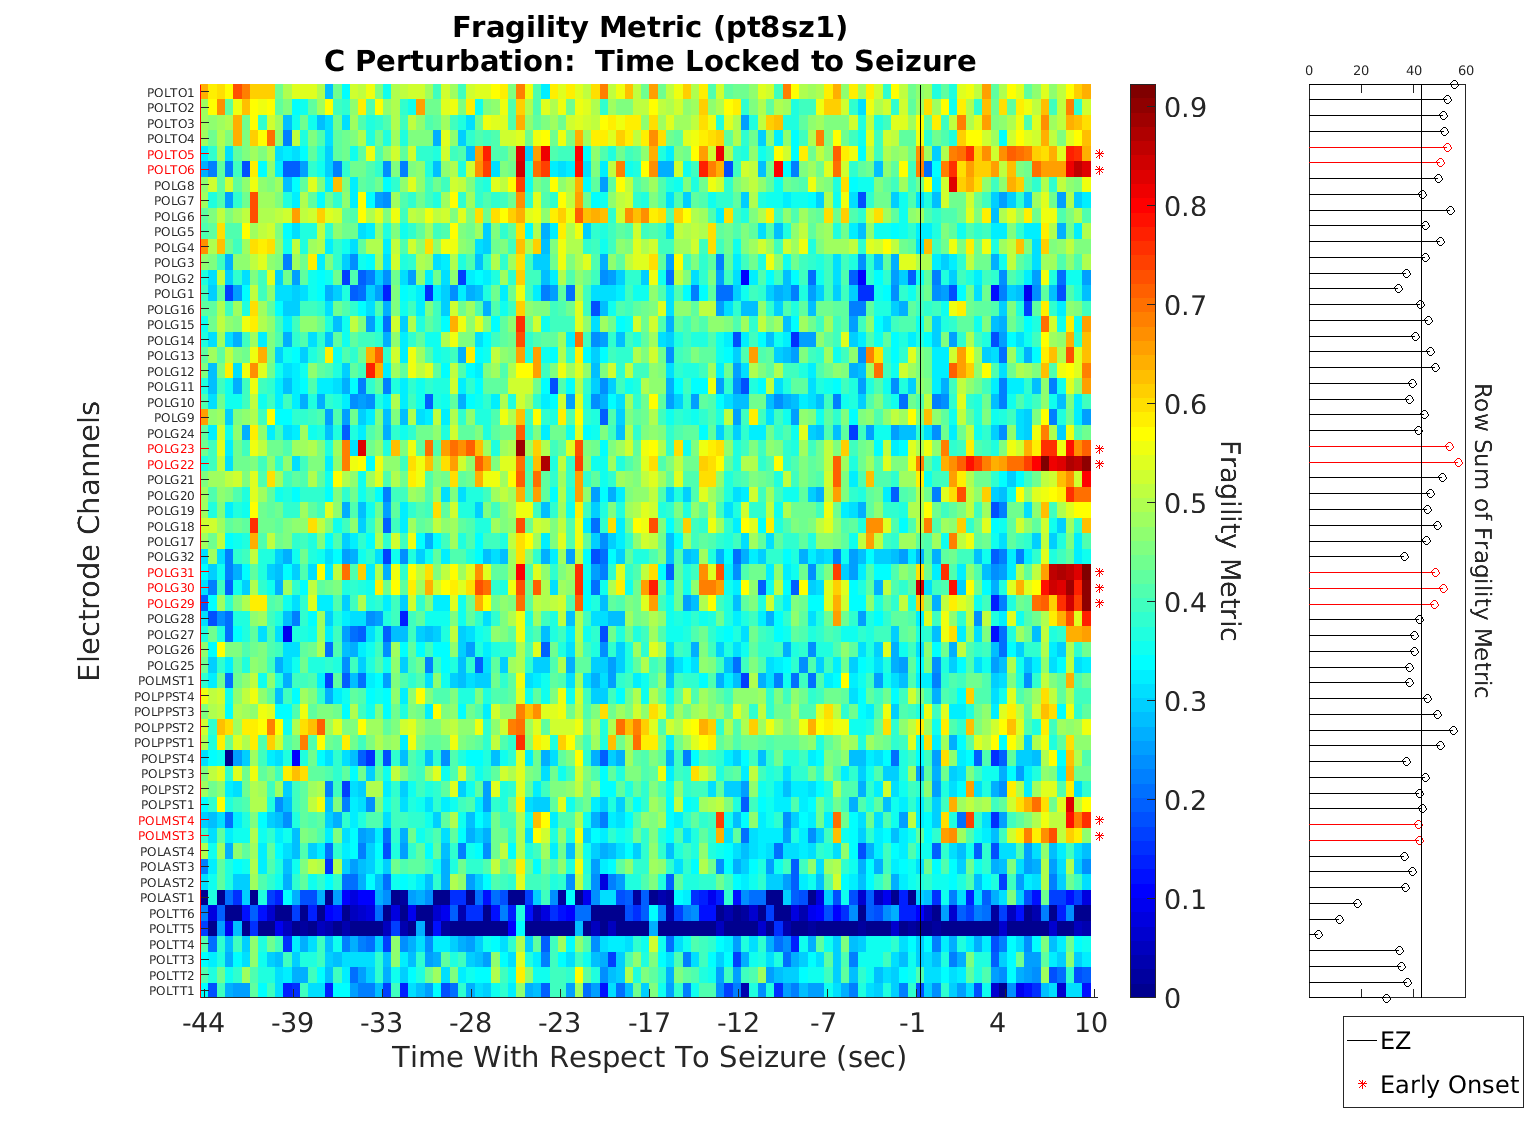 Fragility Metric (pt8sz1)
C Perturbation:  Time Locked to Seizure
Electrode Channels
POLTO1
POLTO2
POLTO3
POLTO4
POLTO5
POLTO6
POLG8
POLG7
POLG6
POLG5
POLG4
POLG3
POLG2
POLG1
POLG16
POLG15
POLG14
POLG13
POLG12
POLG11
POLG10
POLG9
POLG24
POLG23
POLG22
POLG21
POLG20
POLG19
POLG18
POLG17
POLG32
POLG31
POLG30
POLG29
POLG28
POLG27
POLG26
POLG25
POLMST1
POLPPST4
POLPPST3
POLPPST2
POLPPST1
POLPST4
POLPST3
POLPST2
POLPST1
POLMST4
POLMST3
POLAST4
POLAST3
POLAST2
POLAST1
POLTT6
POLTT5
POLTT4
POLTT3
POLTT2
POLTT1
-44 -39 -33 -28 -23 -17 -12 -7 -1 4 10
Time With Respect To Seizure (sec)
0.9
0.8
0.7
0.6
0.5
0.4
0.3
0.2
0.1
0
Fragility Metric
0 20 40 60
Row Sum of Fragility Metric
EZ
Early Onset